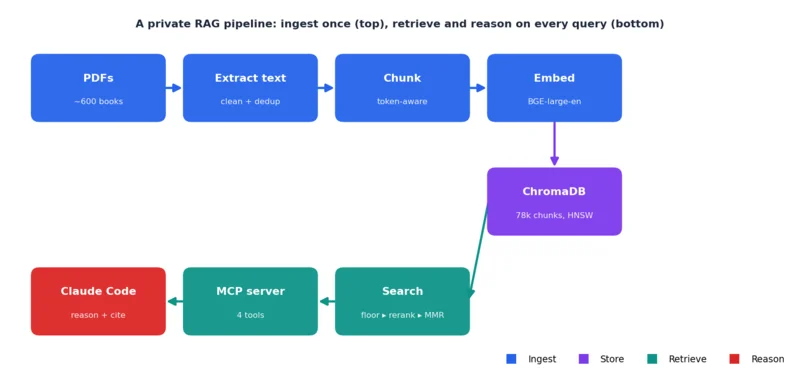 A private RAG pipeline: ingest once (top), retrieve and reason on every query (bottom)
PDFs
~600 books
Extract text
clean + dedup
Chunk
token-aware
Embed
BGE-large-en
ChromaDB
78k chunks, HNSW
Claude Code
reason + cite
MCP server
4 tools
Search
floor ▸ rerank ▸ MMR
Ingest
Store
Retrieve
Reason